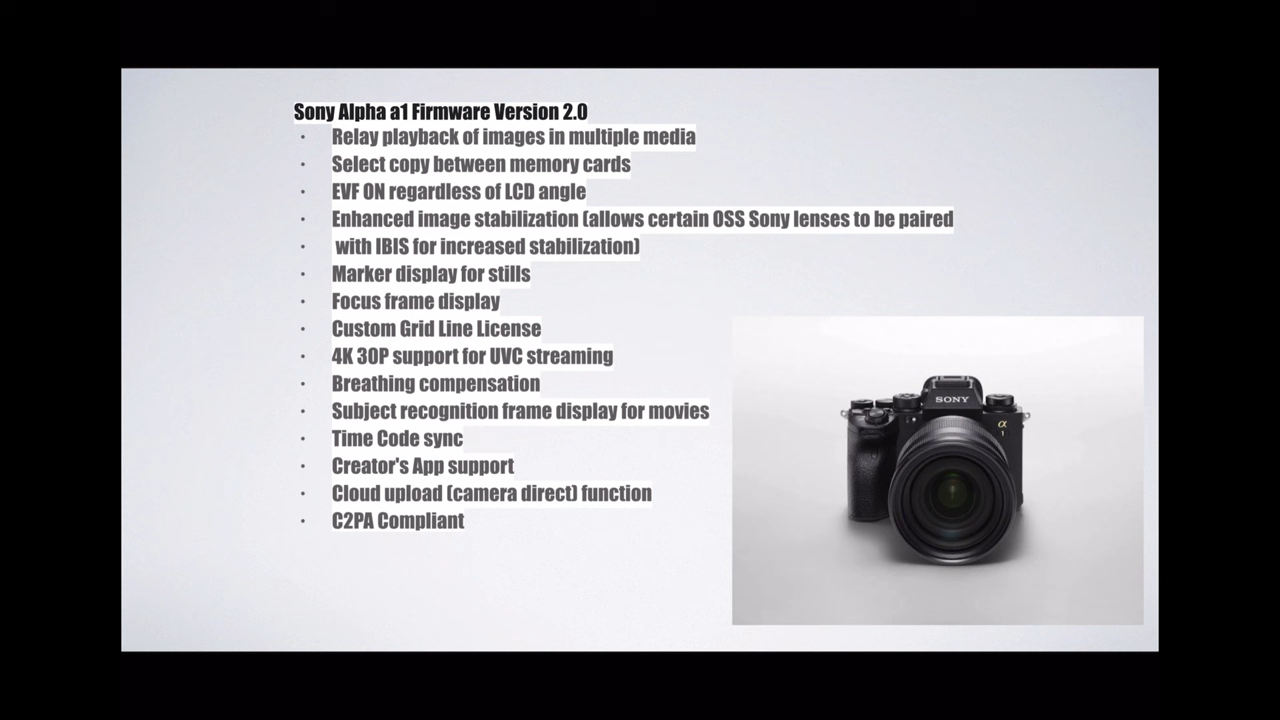 Sony Alpha a1 Firmware Version 2.0
· Relay playback of images in multiple media
· Select copy between memory cards
· EVF ON regardless of LCD angle
· Enhanced image stabilization (allows certain OSS Sony lenses to be paired
· with IBIS for increased stabilization)
· Marker display for stills
· Focus frame display
· Custom Grid Line License
· 4K 30P support for UVC streaming
· Breathing compensation
· Subject recognition frame display for movies
· Time Code sync
· Creator's App support
· Cloud upload (camera direct) function
· C2PA Compliant
SONY
α
1